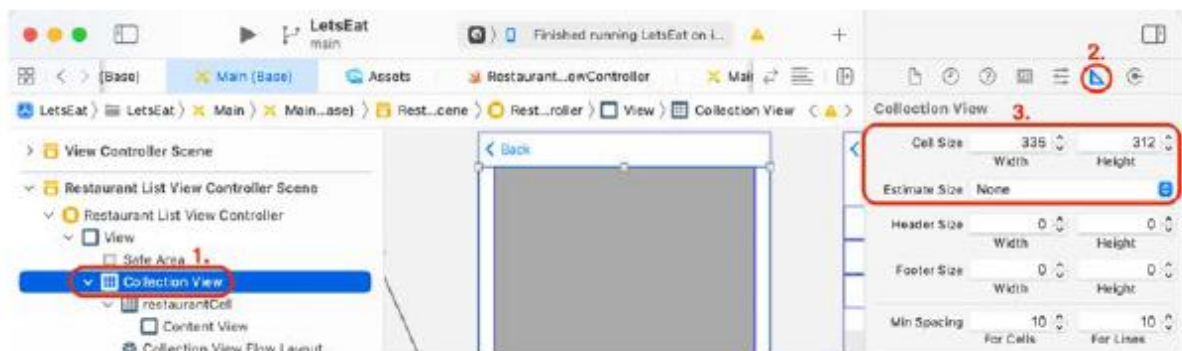 LetsEat
main
Finished running LetsEat on i...
2.
(Base)
Main (Base)
Assets
Restaurant...ewController
Mai
LetsEat
LetsEat
Main
Main...ase)
Rest...cene
Rest...roller
View
Collection View
Collection View
3.
View Controller Scene
Back
Cell Size
335
312
Width
Height
Restaurant List View Controller Scene
Estimate Size
None
Restaurant List View Controller
Header Size
0
0
View
Width
Height
Safe Area
1.
Collection View
Footer Size
0
0
Width
Height
restaurantCell
Content View
Min Spacing
10
10
For Cells
For Lines
Collection View Flow Layout